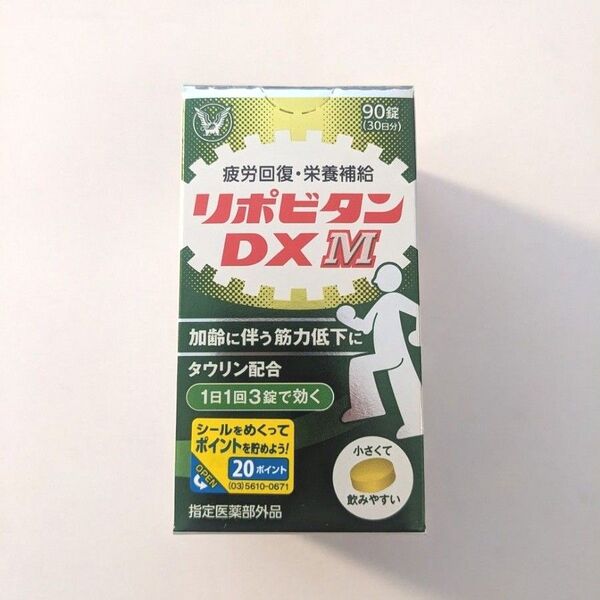 90錠
(30日分)
疲労回復・栄養補給
リポビタン
DX M
加齢に伴う筋力低下に
タウリン配合
1日1回3錠で効く
シールをめくって
ポイントを貯めよう!
OPEN
20ポイント
(03)5610-0671
小さくて
飲みやすい
指定医薬部外品